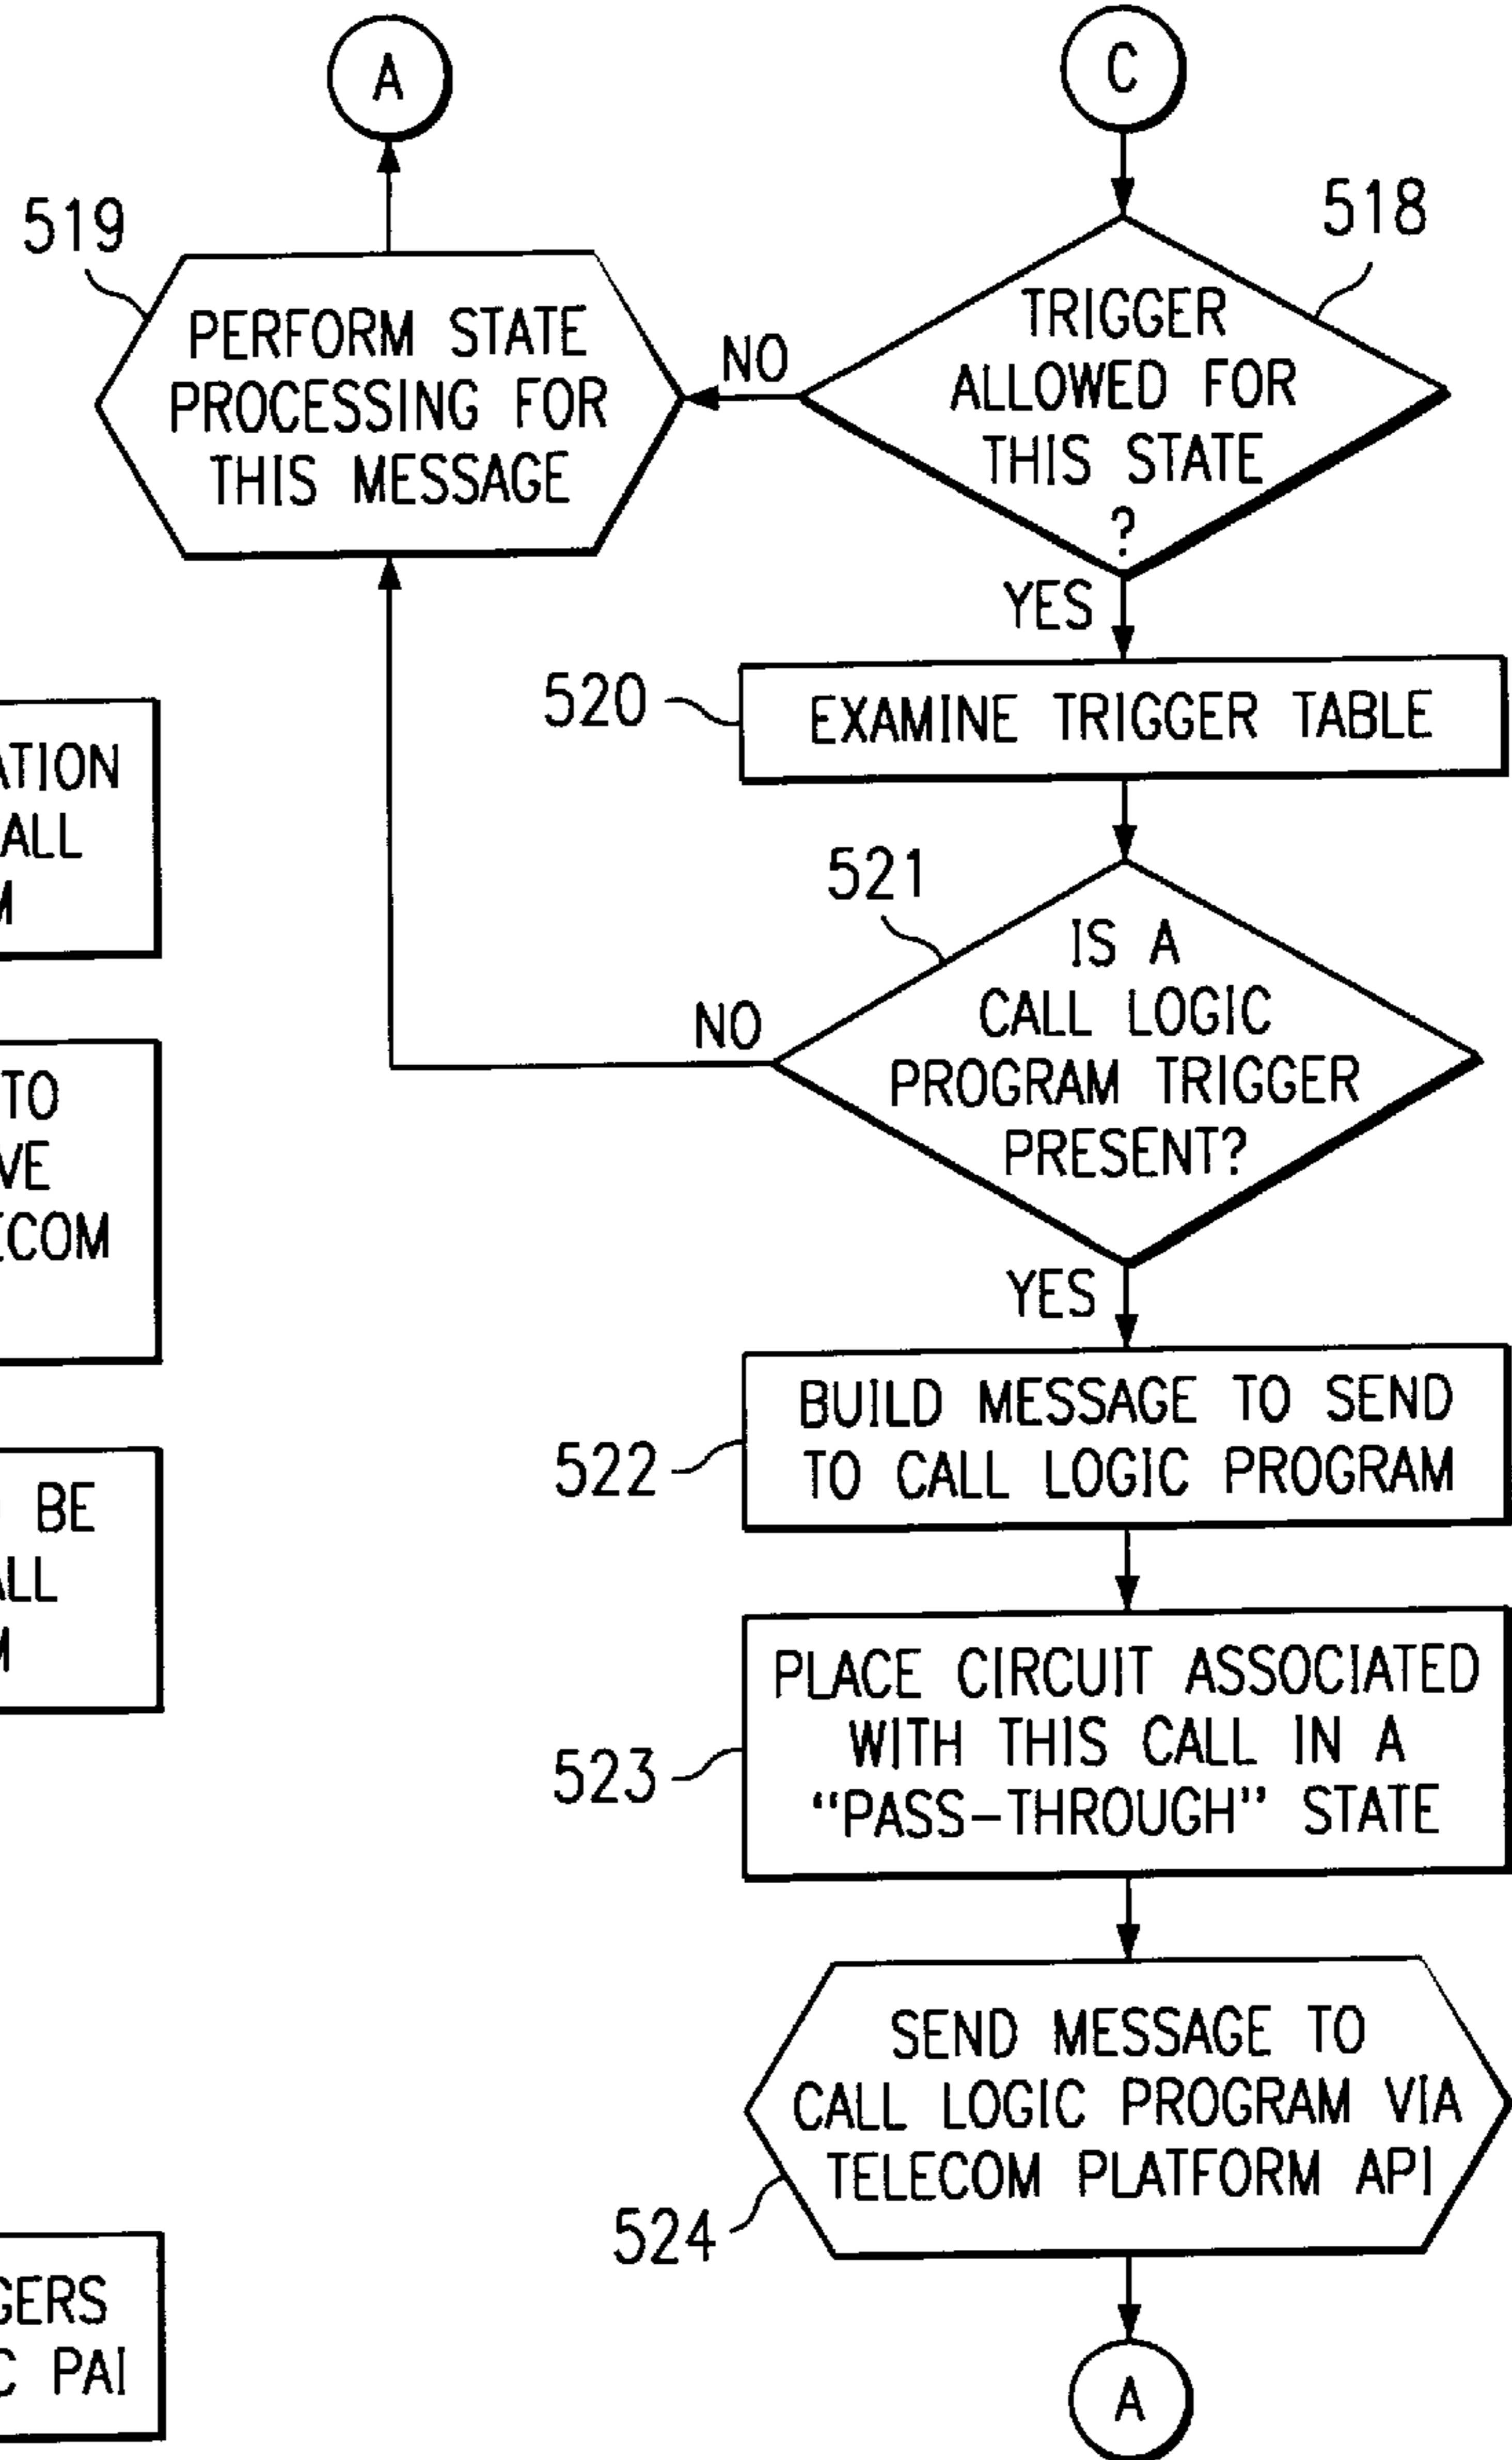 A
C
519
518
PERFORM STATE
PROCESSING FOR
THIS MESSAGE
NO
TRIGGER
ALLOWED FOR
THIS STATE
?
YES
520
EXAMINE TRIGGER TABLE
521
IS A
CALL LOGIC
PROGRAM TRIGGER
PRESENT?
NO
YES
522
BUILD MESSAGE TO SEND
TO CALL LOGIC PROGRAM
523
PLACE CIRCUIT ASSOCIATED
WITH THIS CALL IN A
“PASS-THROUGH” STATE
524
SEND MESSAGE TO
CALL LOGIC PROGRAM VIA
TELECOM PLATFORM API
A
TO
BE
PAI